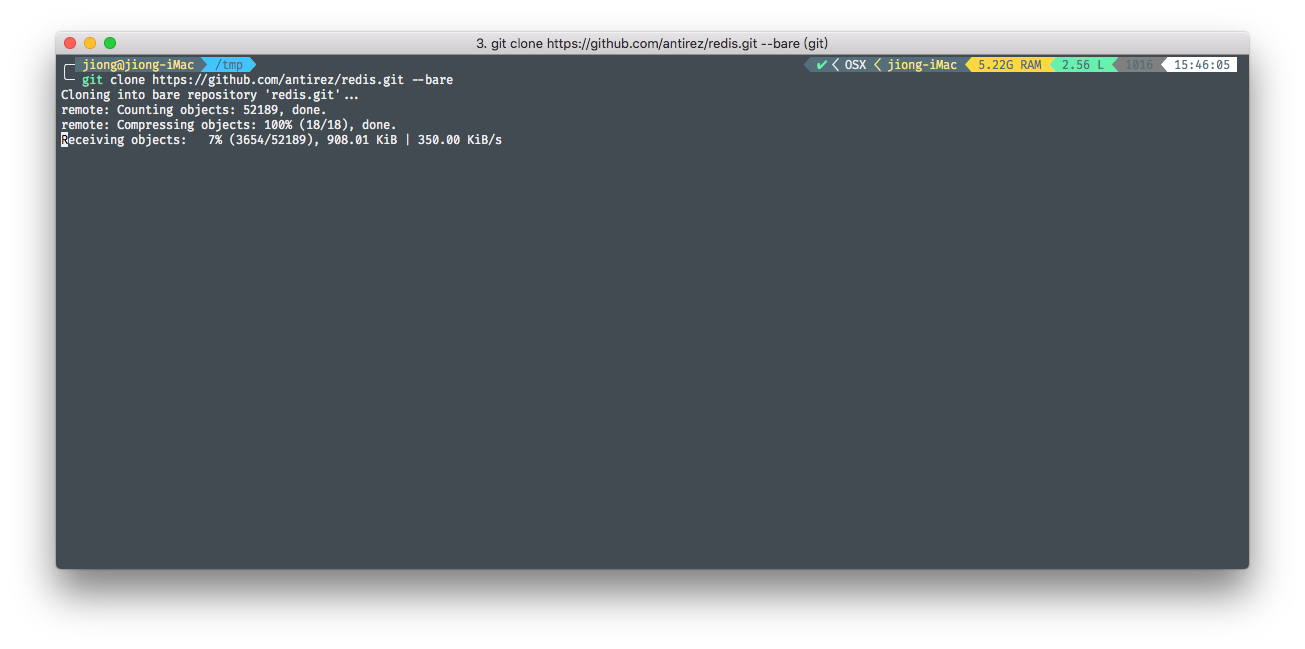 3. git clone https://github.com/antirez/redis.git --bare (git)
jiong@jiong-iMac /tmp ✔ OSX jiong-iMac 5.22G RAM 2.56 L 1016 15:46:05
git clone https://github.com/antirez/redis.git --bare
Cloning into bare repository 'redis.git'...
remote: Counting objects: 52189, done.
remote: Compressing objects: 100% (18/18), done.
Receiving objects:   7% (3654/52189), 908.01 KiB | 350.00 KiB/s